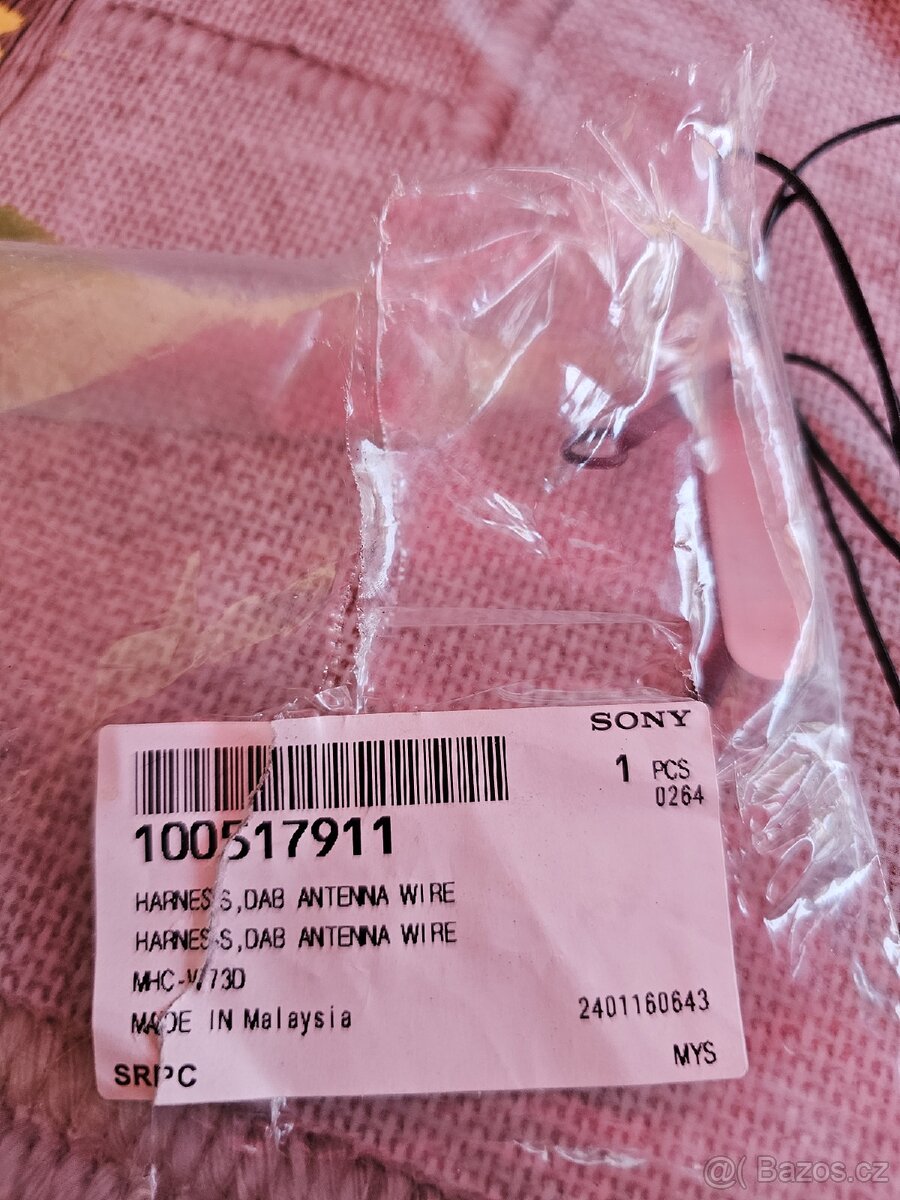 SONY
1 PCS
0264
100517911
HARNESS,DAB ANTENNA WIRE
HARNESS,DAB ANTENNA WIRE
MHC-V73D
MADE IN Malaysia
2401160643
MYS
SRPC
@( Bazos.cz